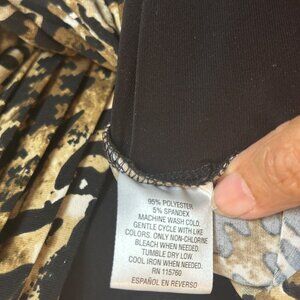 95% POLYESTER
5% SPANDEX
MACHINE WASH COLD
GENTLE CYCLE WITH LIKE
COLORS. ONLY NON-CHLORINE
BLEACH WHEN NEEDED.
TUMBLE DRY LOW.
COOL IRON WHEN NEEDED.
RN 115760
ESPAÑOL EN REVERSO